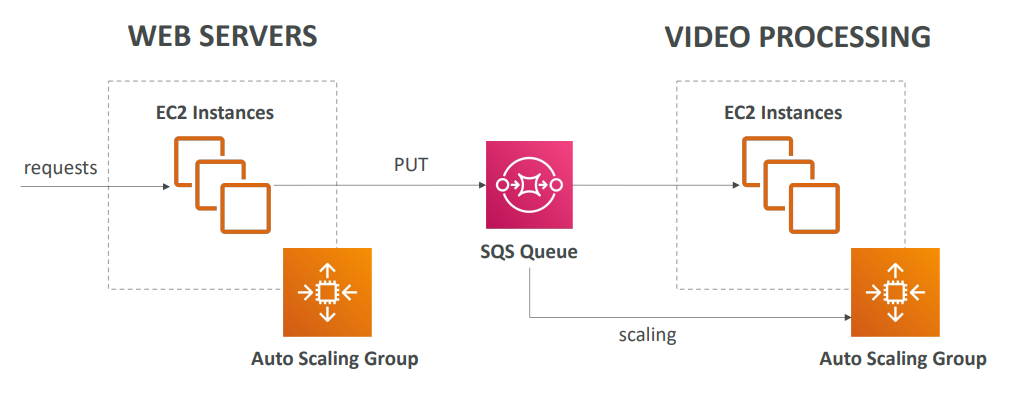 WEB SERVERS
VIDEO PROCESSING
EC2 Instances
EC2 Instances
requests
PUT
SQS Queue
scaling
Auto Scaling Group
Auto Scaling Group